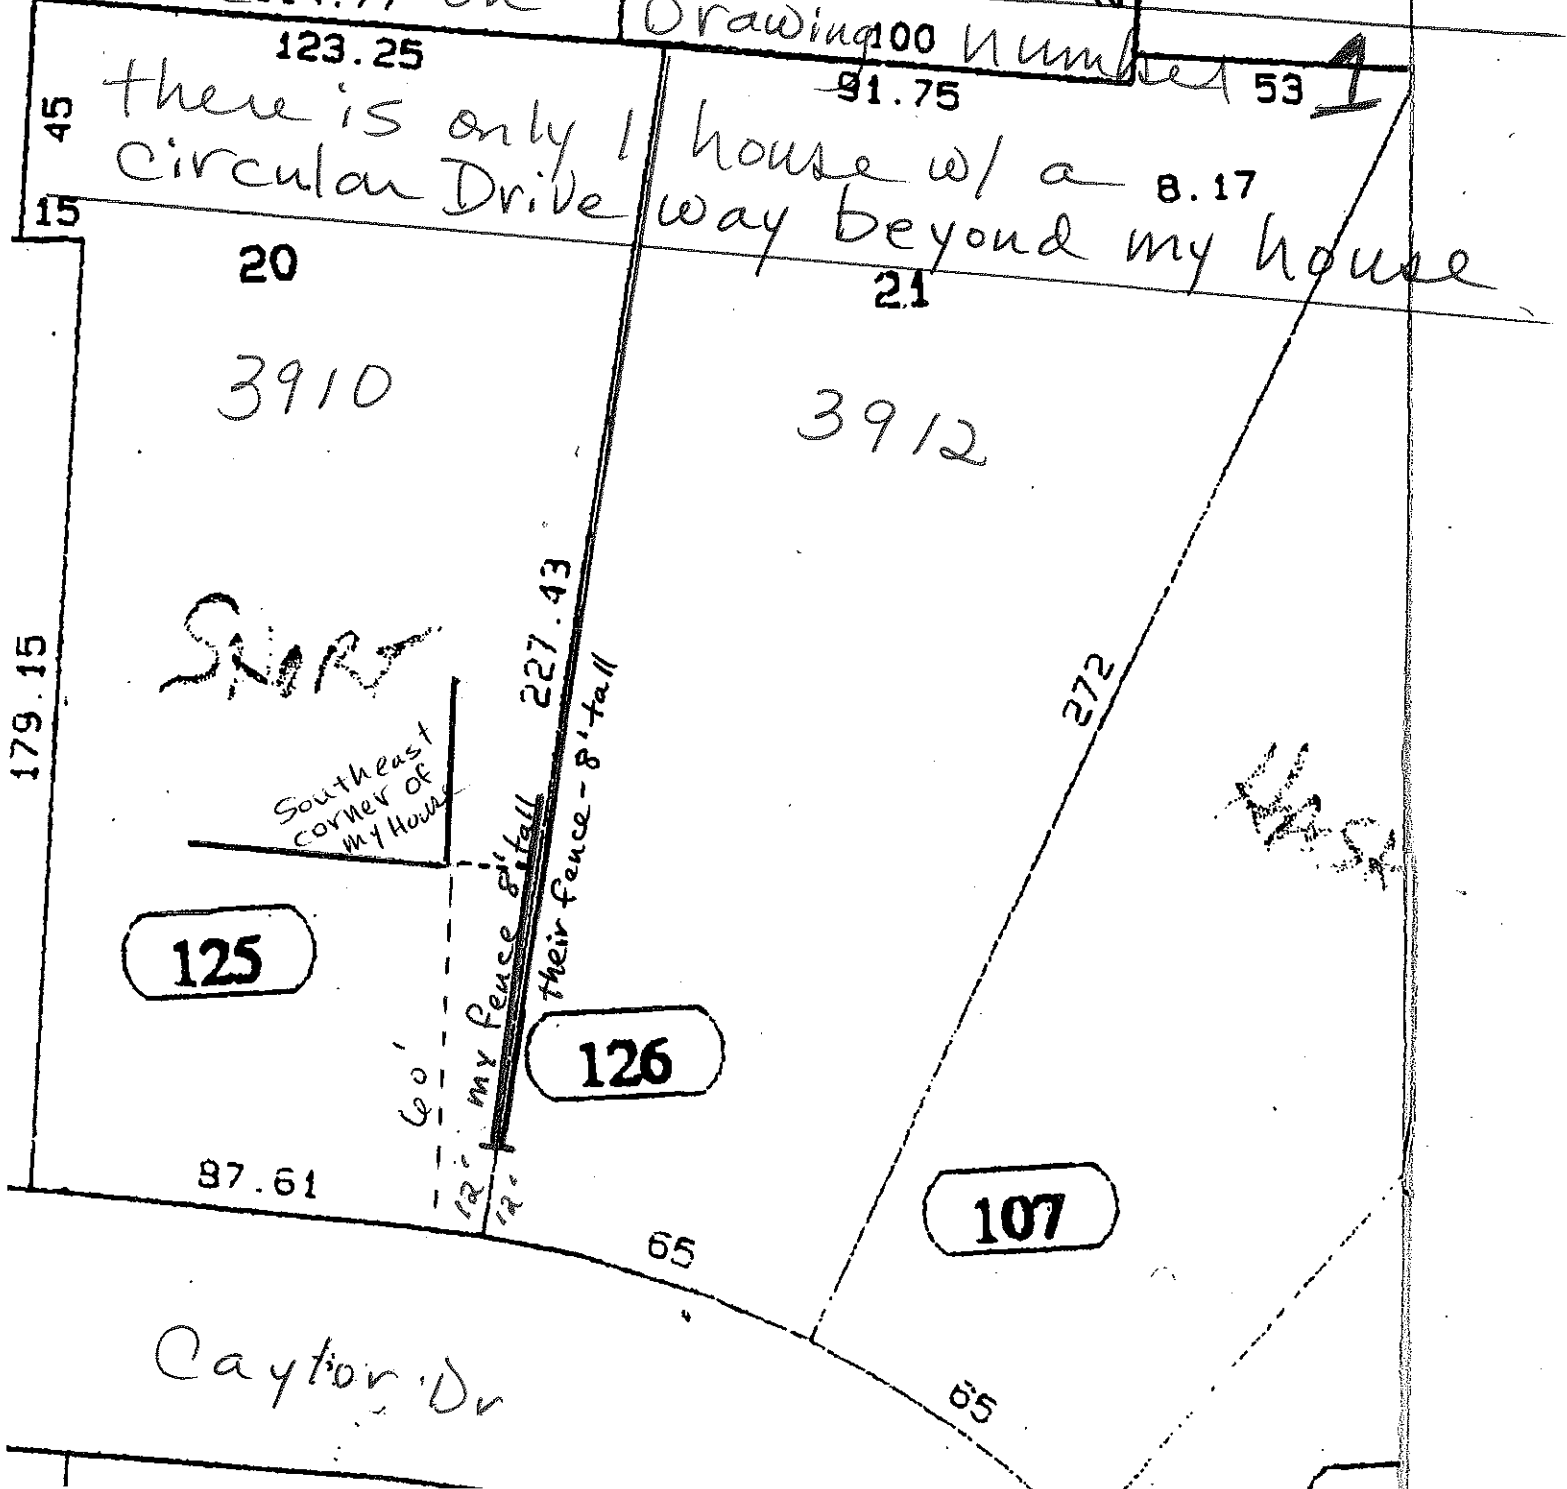 Drawing Number 1
100
123.25
91.75
53
45
there is only 1 house w/ a
8.17
circular Drive way beyond my house
15
20
21
3910
3912
227.43
179.15
their fence - 8' tall
272
Southeast
corner of
my House
my fence 8' tall
125
126
60'
107
12'
12'
87.61
65
65
Caylor Dr